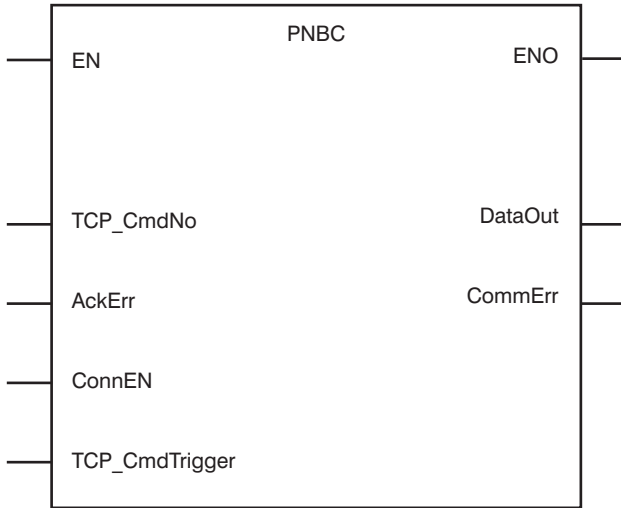 PNBC
EN
ENO
TCP_CmdNo
DataOut
AckErr
CommErr
ConnEN
TCP_CmdTrigger